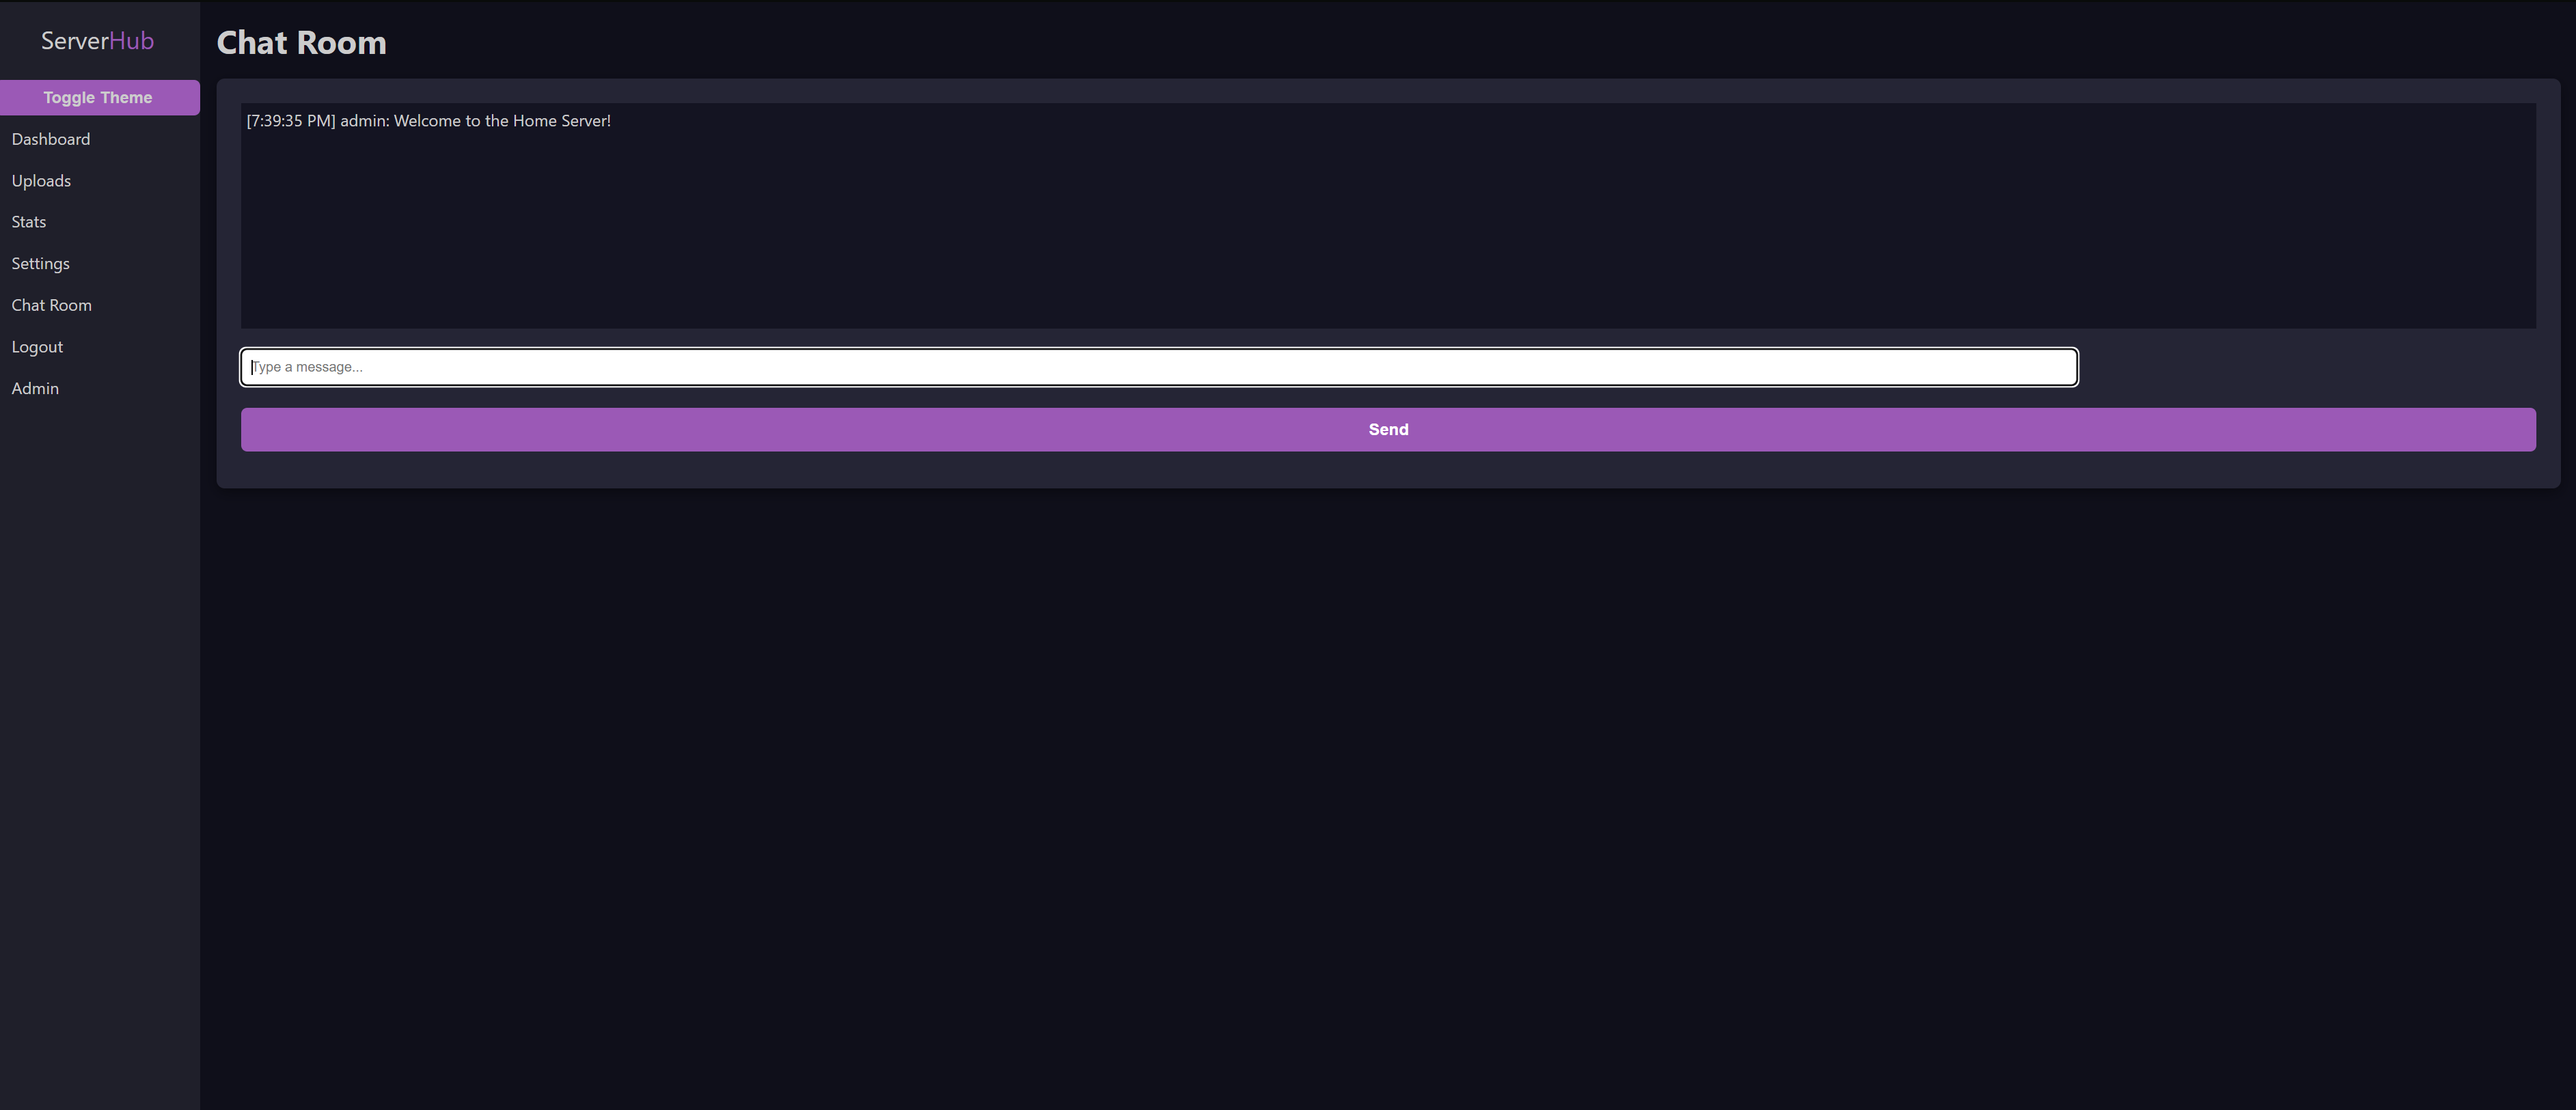 ServerHub
Toggle Theme
Dashboard
Uploads
Stats
Settings
Chat Room
Logout
Admin
Chat Room
[7:39:35 PM] admin: Welcome to the Home Server!
Type a message...
Send